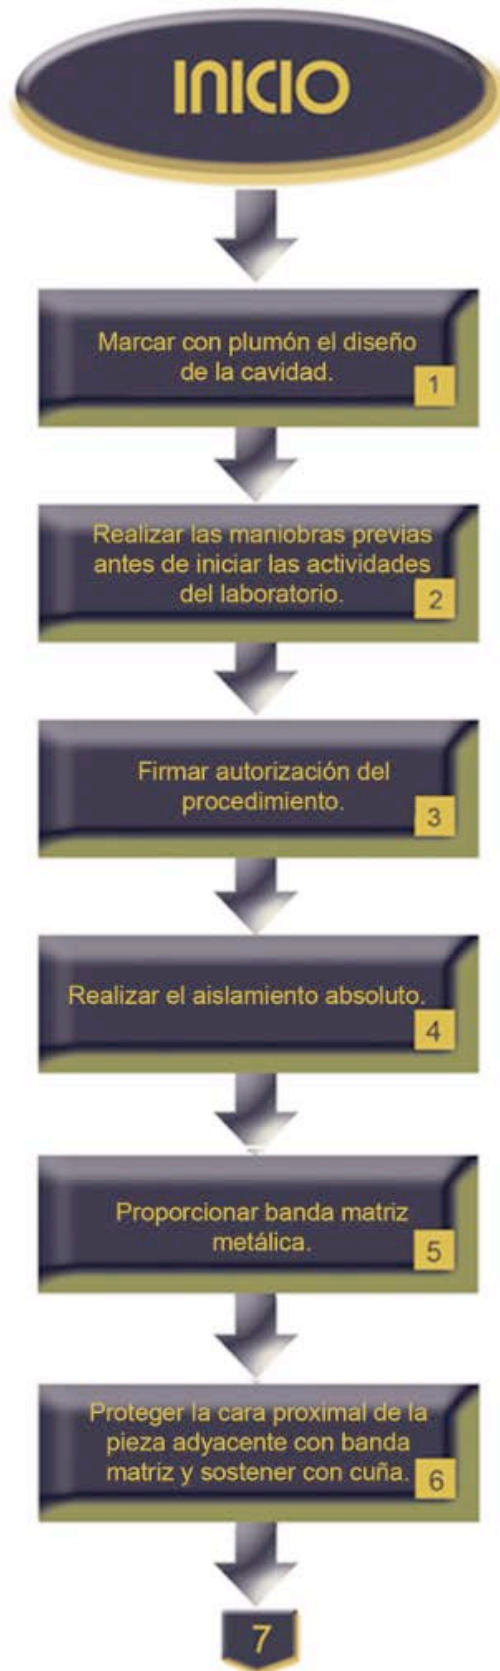 INICIO
Marcar con plumón el diseño
de la cavidad.
1
Realizar las maniobras previas
antes de iniciar las actividades
del laboratorio.
2
Firmar autorización del
procedimiento.
3
Realizar el aislamiento absoluto.
4
Proporcionar banda matriz
metálica.
5
Proteger la cara proximal de la
pieza adyacente con banda
matriz y sostener con cuña.
6
7